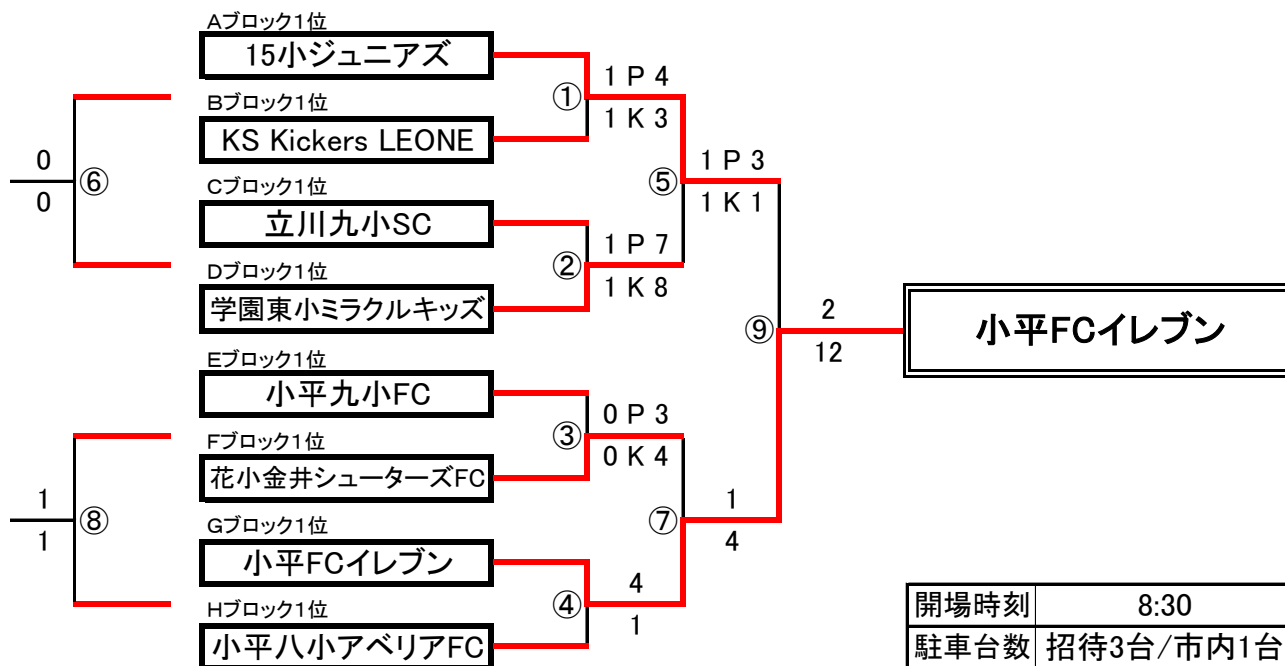 Aブロック1位
15小ジュニアズ
1 P 4
①
Bブロック1位
1 K 3
KS Kickers LEONE
0
1 P 3
⑥
⑤
0
Cブロック1位
1 K 1
立川九小SC
1 P 7
②
Dブロック1位
1 K 8
学園東小ミラクルキッズ
2
⑨
小平FCイレブン
12
Eブロック1位
小平九小FC
0 P 3
③
Fブロック1位
0 K 4
花小金井シューターズFC
1
1
⑧
⑦
1
Gブロック1位
4
小平FCイレブン
4
④
Hブロック1位
1
小平八小アベリアFC
開場時刻 8:30
駐車台数 招待3台/市内1台